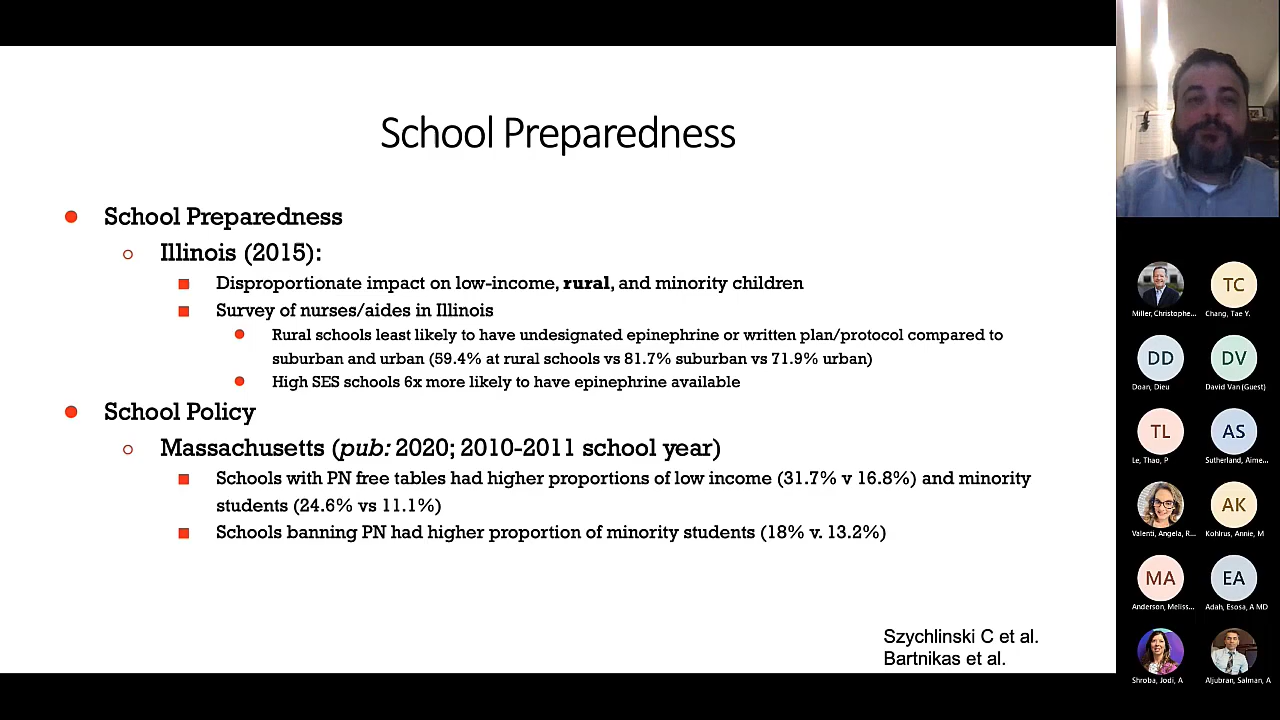 School Preparedness
School Preparedness
Illinois (2015):
Disproportionate impact on low-income, rural, and minority children
Survey of nurses/aides in Illinois
Rural schools least likely to have undesignated epinephrine or written plan/protocol compared to
suburban and urban (59.4% at rural schools vs 81.7% suburban vs 71.9% urban)
High SES schools 6x more likely to have epinephrine available
School Policy
Massachusetts (pub: 2020; 2010-2011 school year)
Schools with PN free tables had higher proportions of low income (31.7% v 16.8%) and minority
students (24.6% vs 11.1%)
Schools banning PN had higher proportion of minority students (18% v. 13.2%)
Szychlinski C et al.
Bartnikas et al.
TC
Miller, Christophe... Chang, Tae Y.
DD DV
Doan, Dieu David Van (Guest)
TL AS
Le, Thao, P Sutherland, Aime...
AK
Valenti, Angela, R... Kohlrus, Annie, M
MA EA
Anderson, Meliss... Adah, Esosa, A MD
Shroba, Jodi, A Aljubran, Salman, A